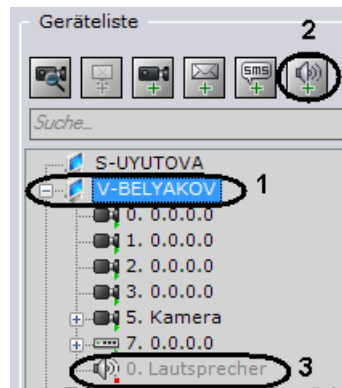 Geräteliste
2
SMS
Suche...
S-UYUTOVA
V-BELYAKOV 1
0. 0.0.0.0
1. 0.0.0.0
2. 0.0.0.0
3. 0.0.0.0
5. Kamera
7. 0.0.0.0
0. Lautsprecher 3